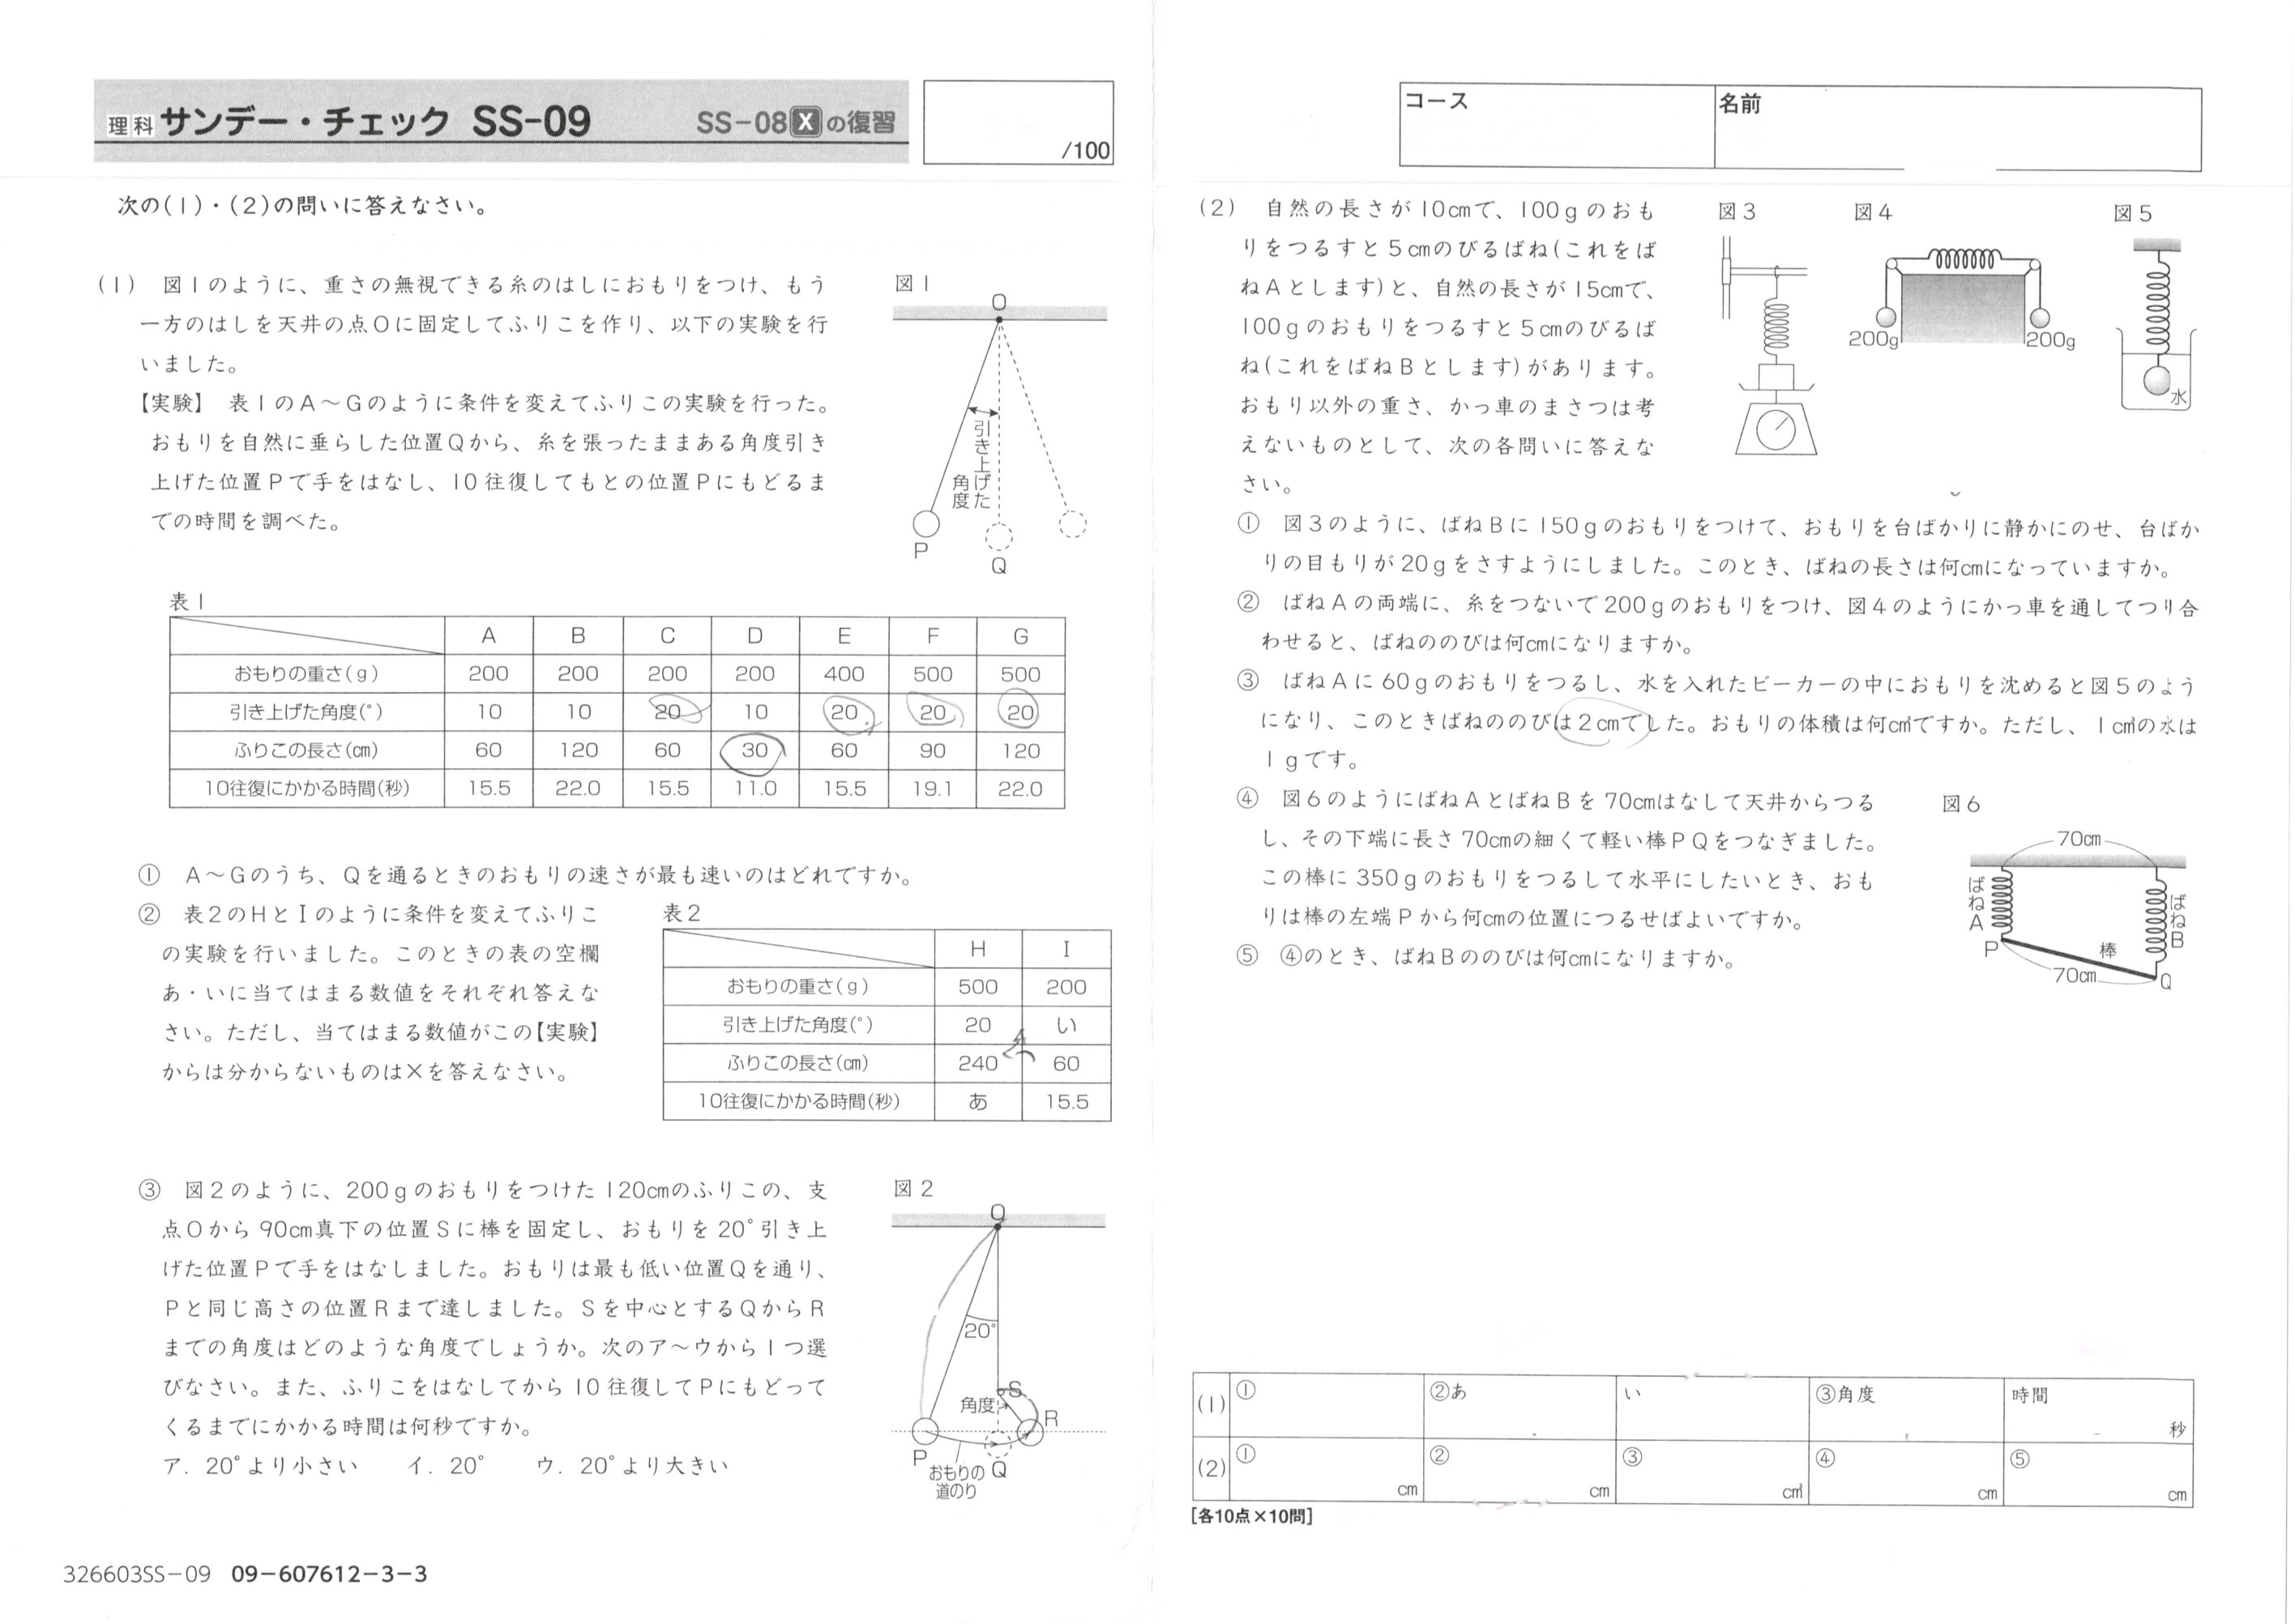 理科 サンデー・チェック SS-09 SS-08Xの復習
/100
コース 名前
次の(1)・(2)の問いに答えなさい。
(1) 図1のように、重さの無視できる糸のはしにおもりをつけ、もう
一方のはしを天井の点Oに固定してふりこを作り、以下の実験を行
いました。
【実験】 表1のA～Gのように条件を変えてふりこの実験を行った。
おもりを自然に垂らした位置Qから、糸を張ったままある角度引き
上げた位置Pで手をはなし、10往復してもとの位置Pにもどるま
での時間を調べた。
図1
O
引き上げた
角度
P
Q
表1
A B C D E F G
おもりの重さ(g) 200 200 200 200 400 500 500
引き上げた角度(°) 10 10 20 10 20 20 20
ふりこの長さ(cm) 60 120 60 30 60 90 120
10往復にかかる時間(秒) 15.5 22.0 15.5 11.0 15.5 19.1 22.0
① A～Gのうち、Qを通るときのおもりの速さが最も速いのはどれですか。
② 表2のHとIのように条件を変えてふりこ
の実験を行いました。このときの表の空欄
あ・いに当てはまる数値をそれぞれ答えな
さい。ただし、当てはまる数値がこの【実験】
からは分からないものは×を答えなさい。
表2
H I
おもりの重さ(g) 500 200
引き上げた角度(°) 20 い
ふりこの長さ(cm) 240 60
10往復にかかる時間(秒) あ 15.5
③ 図2のように、200gのおもりをつけた120cmのふりこの、支
点Oから90cm真下の位置Sに棒を固定し、おもりを20°引き上
げた位置Pで手をはなしました。おもりは最も低い位置Qを通り、
Pと同じ高さの位置Rまで達しました。Sを中心とするQからR
までの角度はどのような角度でしょうか。次のア～ウから1つ選
びなさい。また、ふりこをはなしてから10往復してPにもどって
くるまでにかかる時間は何秒ですか。
ア．20°より小さい イ．20° ウ．20°より大きい
図2
O
20°
S
角度
R
P
Q
おもりの
道のり
326603SS-09 09-607612-3-3
(2) 自然の長さが10cmで、100gのおも
りをつるすと5cmのびるばね(これをば
ねAとします)と、自然の長さが15cmで、
100gのおもりをつるすと5cmのびるば
ね(これをばねBとします)があります。
おもり以外の重さ、かっ車のまさつは考
えないものとして、次の各問いに答えな
さい。
図3
図4
200g
200g
図5
水
① 図3のように、ばねBに150gのおもりをつけて、おもりを台ばかりに静かにのせ、台ばか
りの目もりが20gをさすようにしました。このとき、ばねの長さは何cmになっていますか。
② ばねAの両端に、糸をつないで200gのおもりをつけ、図4のようにかっ車を通してつり合
わせると、ばねののびは何cmになりますか。
③ ばねAに60gのおもりをつるし、水を入れたビーカーの中におもりを沈めると図5のよう
になり、このときばねののびは2cmでした。おもりの体積は何cm³ですか。ただし、1cm³の水は
1gです。
④ 図6のようにばねAとばねBを70cmはなして天井からつる
し、その下端に長さ70cmの細くて軽い棒PQをつなぎました。
この棒に350gのおもりをつるして水平にしたいとき、おも
りは棒の左端Pから何cmの位置につるせばよいですか。
⑤ ④のとき、ばねBののびは何cmになりますか。
図6
70cm
ばねA
ばねB
P
棒
70cm
Q
(1) ① ②あ い ③角度 時間 秒
(2) ① cm ② cm ③ cm³ ④ cm ⑤ cm
[各10点×10問]